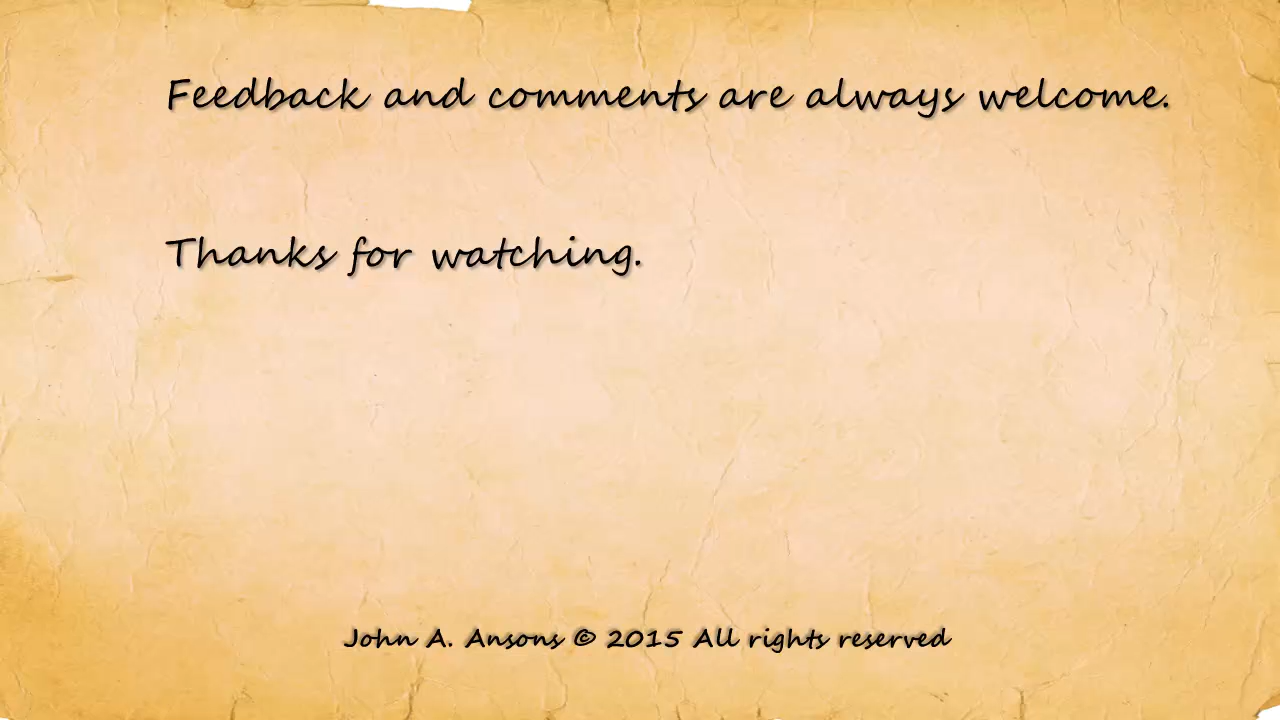 Feedback and comments are always welcome.
Thanks for watching.
John A. Ansons © 2015 All rights reserved